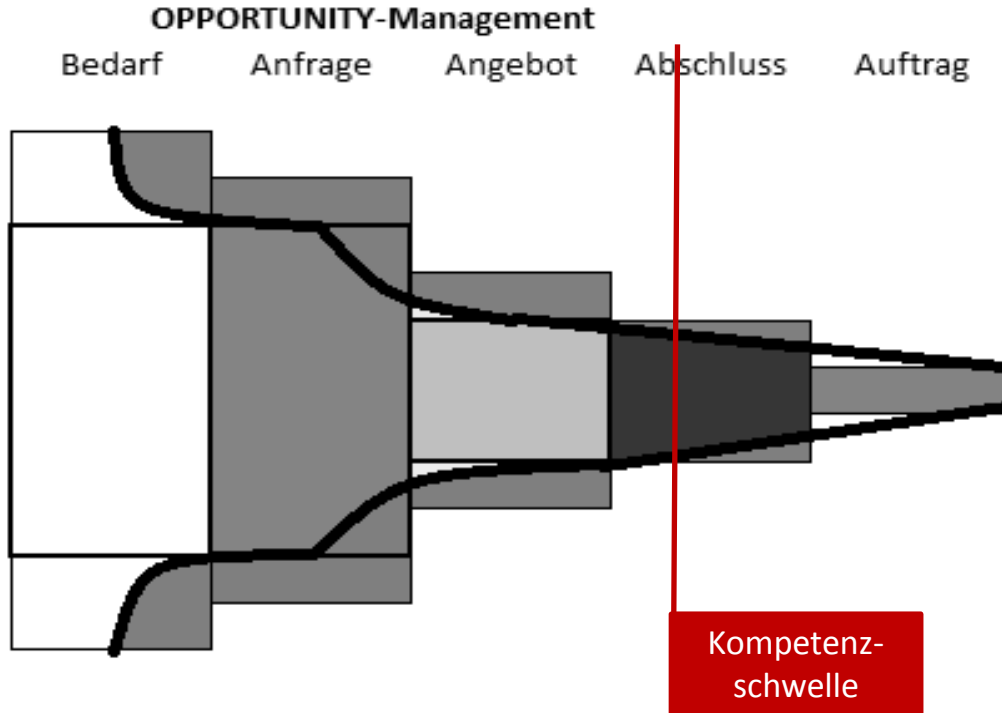 OPPORTUNITY-Management
Bedarf Anfrage Angebot Abschluss Auftrag
Kompetenz-
schwelle